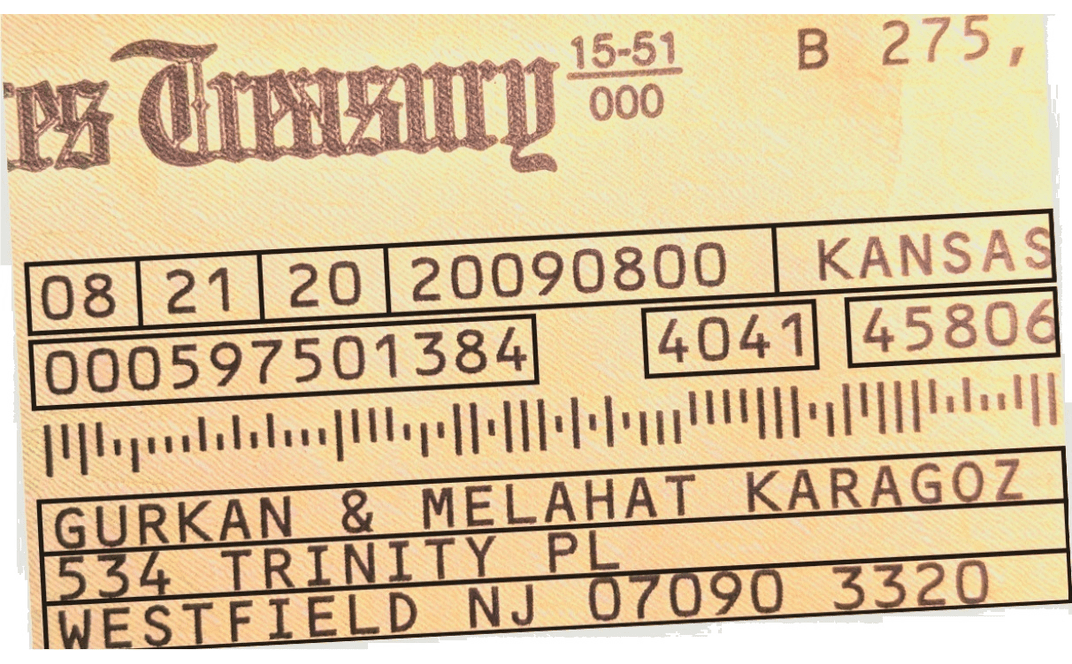 es Treasury 15-51 B 275,
000
08 21 20 20090800 KANSAS
000597501384 4041 45806
GURKAN & MELAHAT KARAGOZ
534 TRINITY PL
WESTFIELD NJ 07090 3320